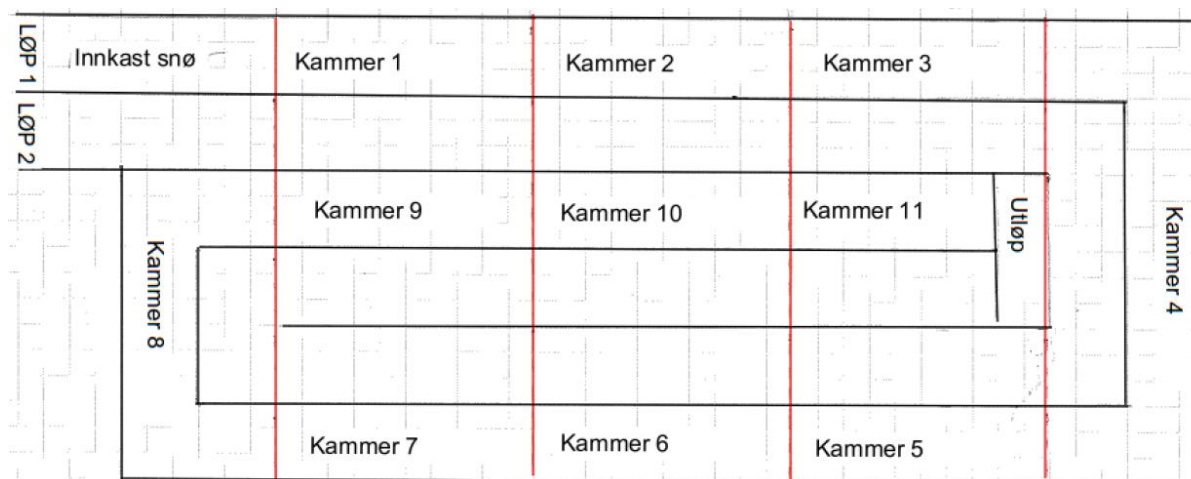 LØP 1
Innkast snø
Kammer 1
Kammer 2
Kammer 3
LØP 2
Kammer 9
Kammer 10
Kammer 11
Utløp
Kammer 4
Kammer 8
Kammer 7
Kammer 6
Kammer 5